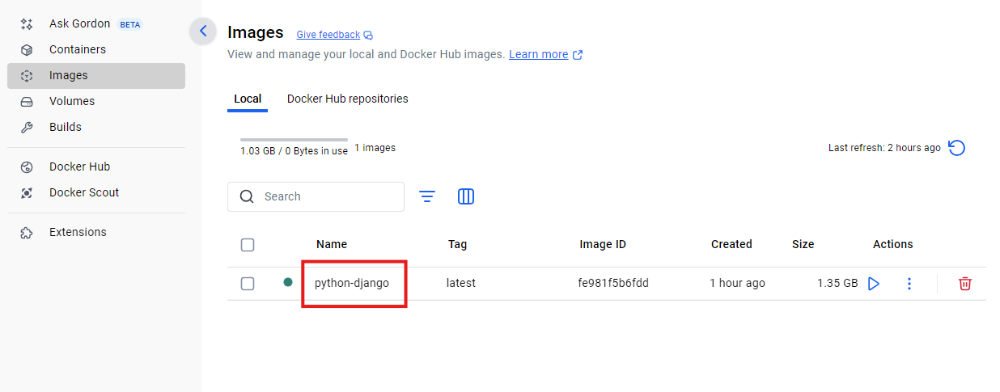 Ask Gordon BETA
Containers
Images
Volumes
Builds
Docker Hub
Docker Scout
Extensions
Images Give feedback
View and manage your local and Docker Hub images. Learn more
Local Docker Hub repositories
1.03 GB / 0 Bytes in use 1 images Last refresh: 2 hours ago
Search
Name Tag Image ID Created Size Actions
python-django latest fe981f5b6fdd 1 hour ago 1.35 GB